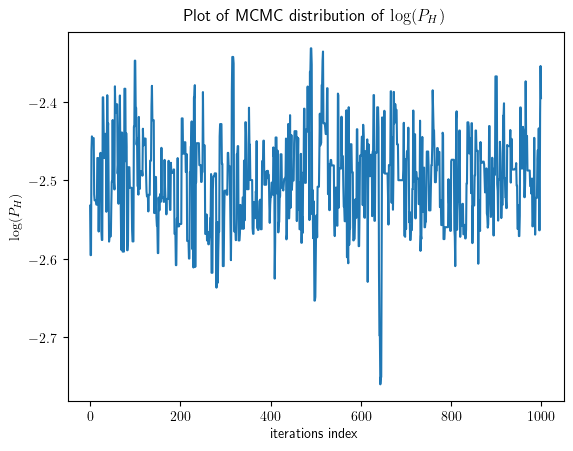 Plot of MCMC distribution of log(P_H)
log(P_H)
−2.4
−2.5
−2.6
−2.7
0 200 400 600 800 1000
iterations index